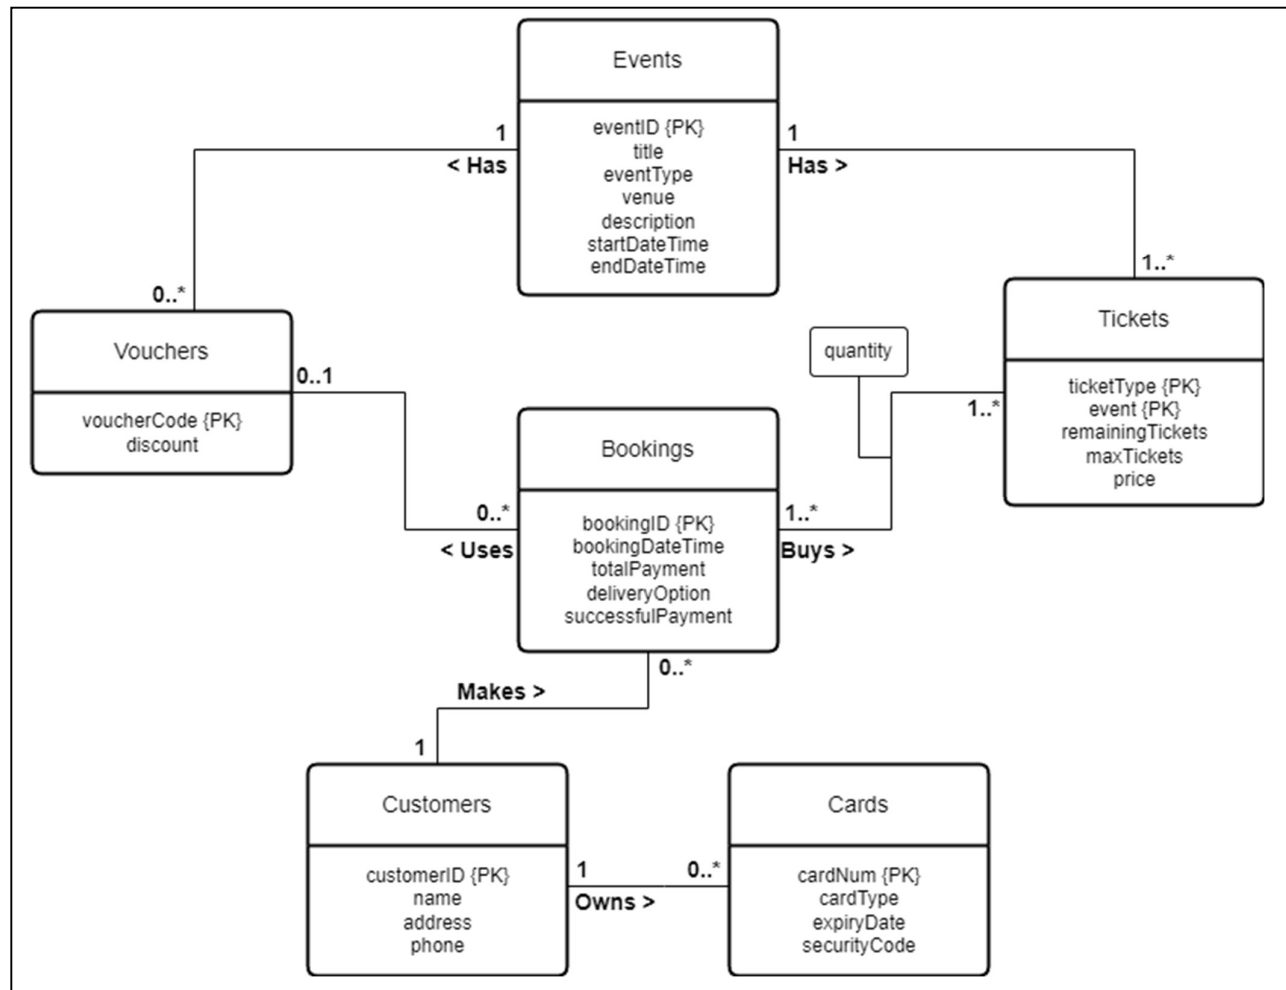 Events
eventID {PK}
title
eventType
venue
description
startDateTime
endDateTime
1
< Has
1
Has >
0..*
1..*
Vouchers
voucherCode {PK}
discount
0..1
quantity
Tickets
ticketType {PK}
event {PK}
remainingTickets
maxTickets
price
1..*
Bookings
bookingID {PK}
bookingDateTime
totalPayment
deliveryOption
successfulPayment
0..*
< Uses
1..*
Buys >
0..*
Makes >
1
Customers
customerID {PK}
name
address
phone
1
Owns >
0..*
Cards
cardNum {PK}
cardType
expiryDate
securityCode